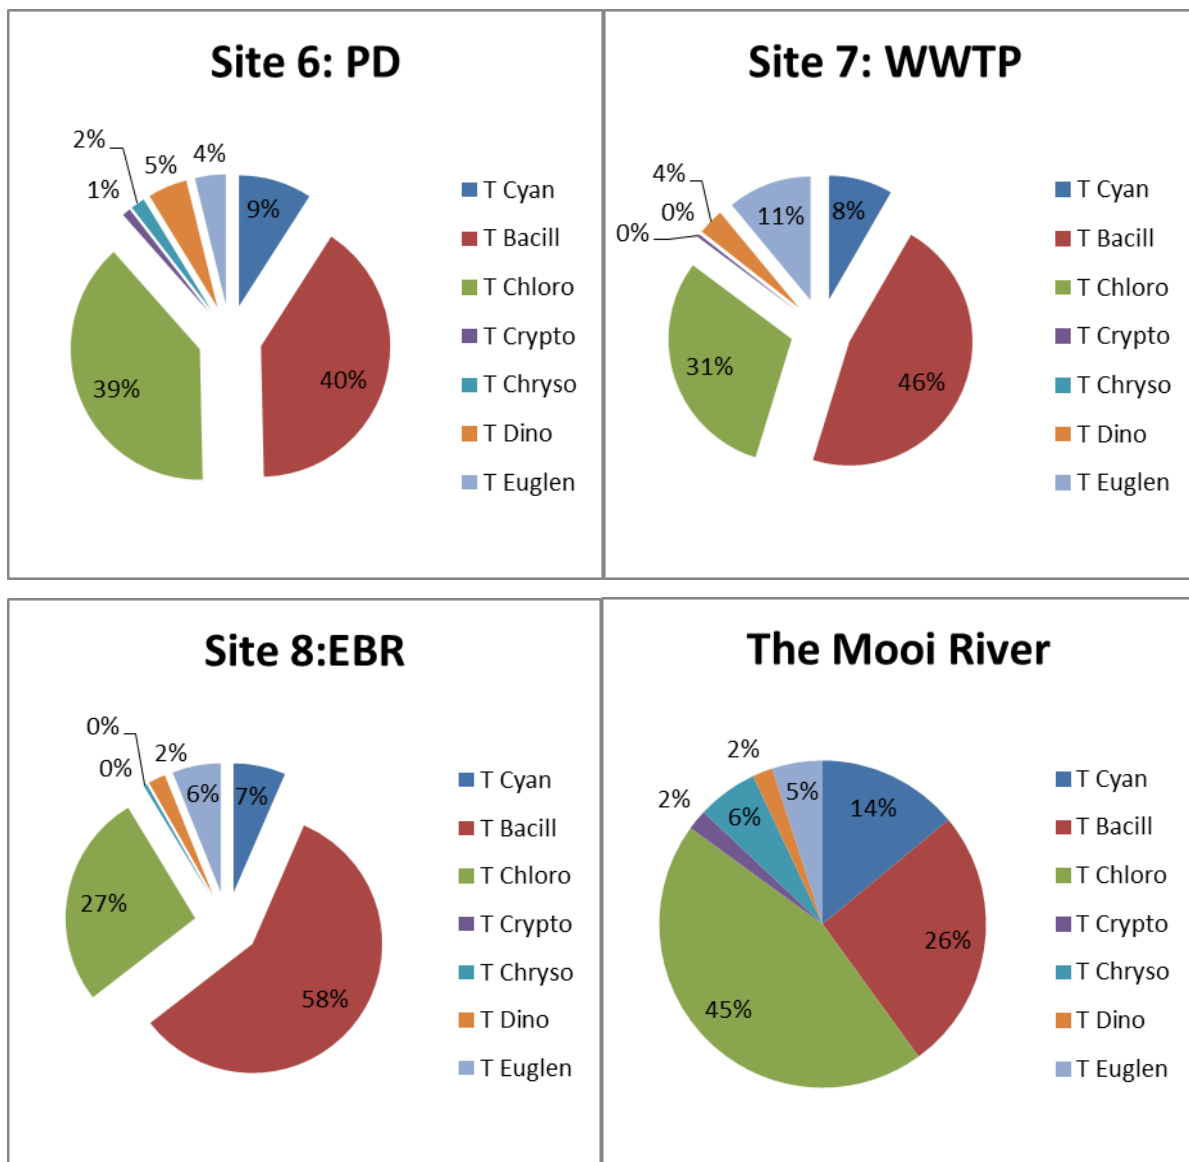 Site 6: PD
2%
1%
5%
4%
9%
40%
39%
T Cyan
T Bacill
T Chloro
T Crypto
T Chryso
T Dino
T Euglen
Site 7: WWTP
4%
0%
0%
11%
8%
31%
46%
T Cyan
T Bacill
T Chloro
T Crypto
T Chryso
T Dino
T Euglen
Site 8:EBR
0%
0%
2%
6%
7%
27%
58%
T Cyan
T Bacill
T Chloro
T Crypto
T Chryso
T Dino
T Euglen
The Mooi River
2%
2%
6%
5%
14%
26%
45%
T Cyan
T Bacill
T Chloro
T Crypto
T Chryso
T Dino
T Euglen